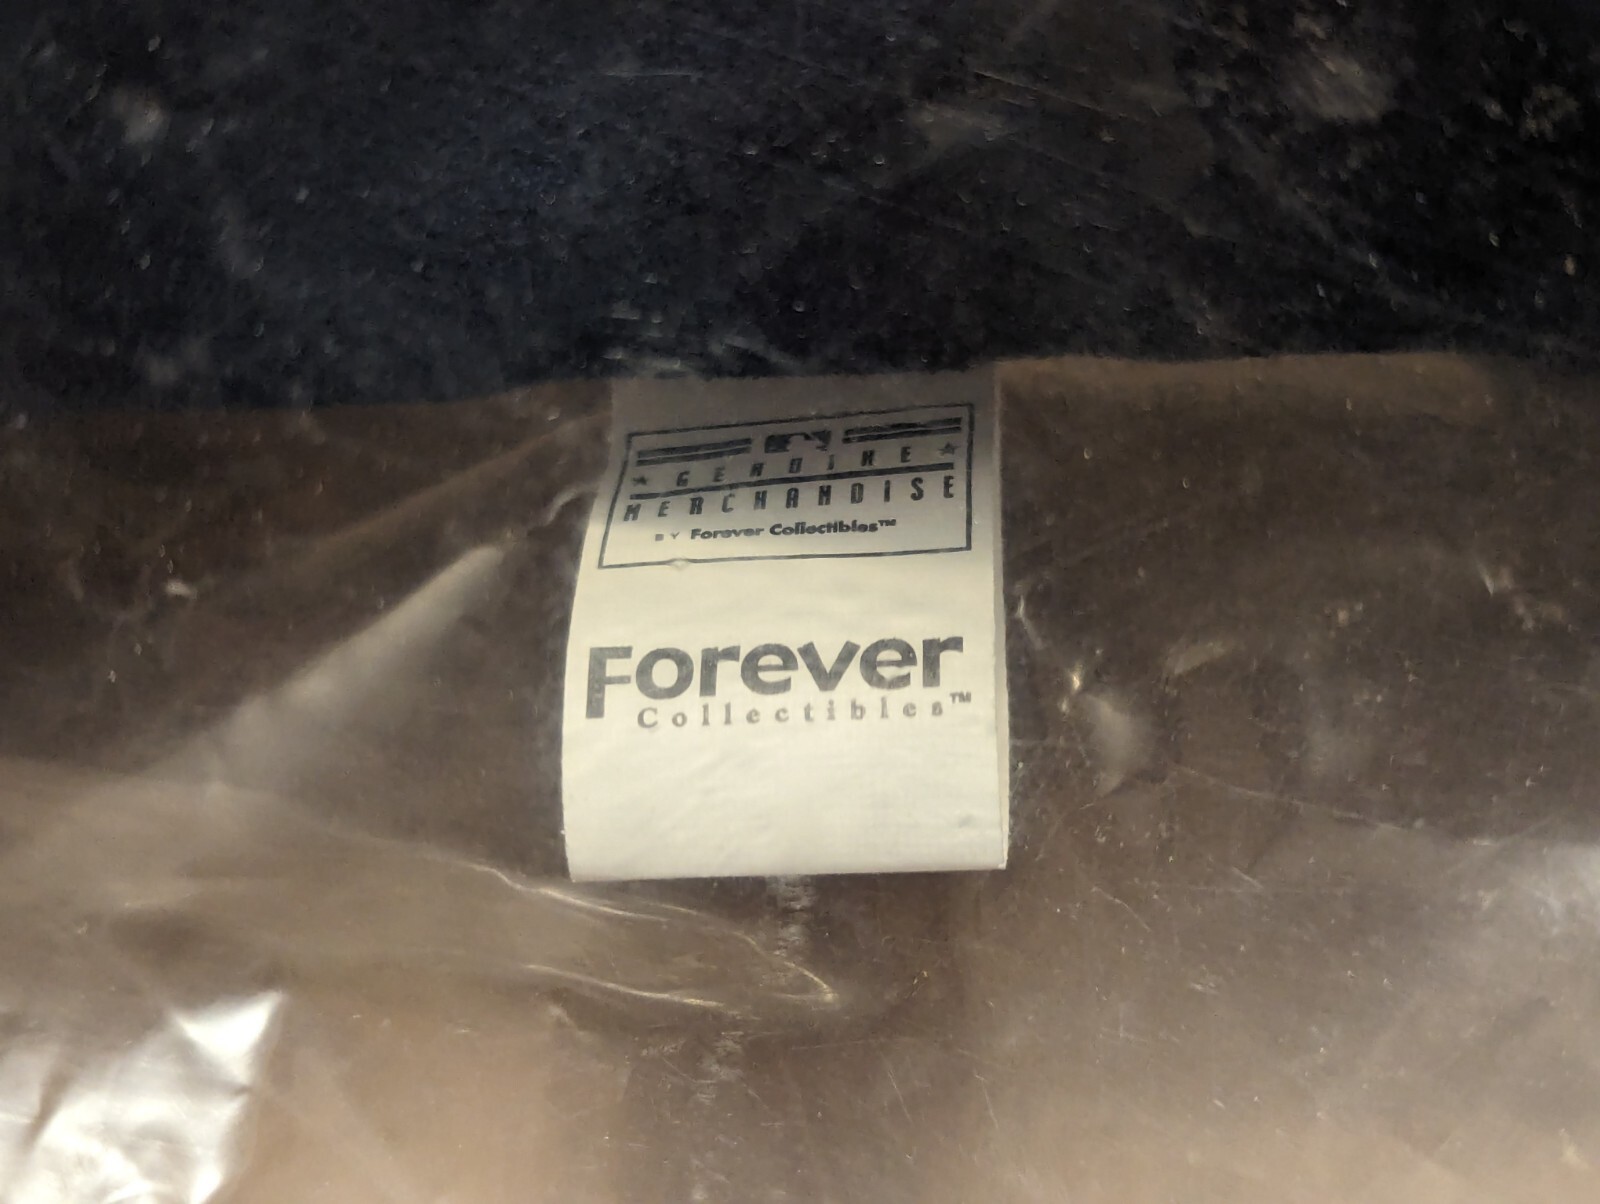 ★ GENUINE ★
MERCHANDISE
BY Forever Collectibles™
Forever
Collectibles™